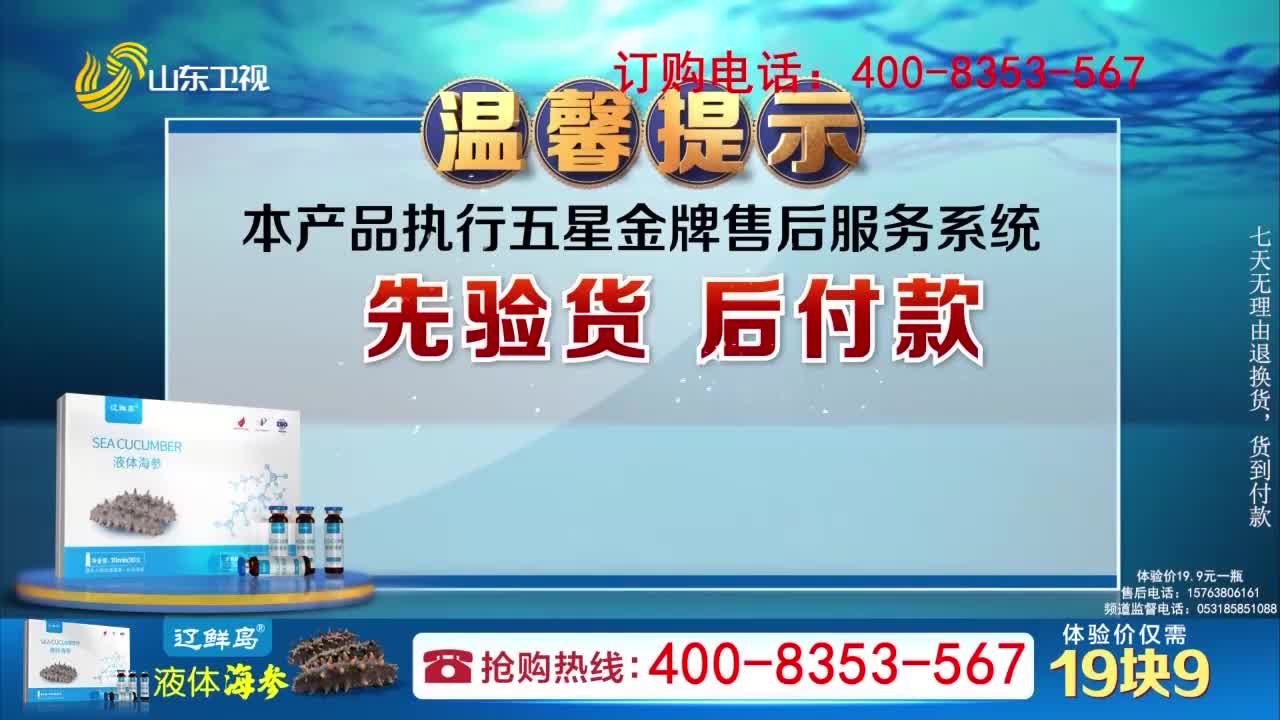 山东卫视
订购电话：400-8353-567
温馨提示
本产品执行五星金牌售后服务系统
先验货 后付款
七天无理由退换货，货到付款
辽鲜岛
SEA CUCUMBER
液体海参
体验价19.9元一瓶
售后电话：15763806161
频道监督电话：053185851088
辽鲜岛®
液体海参
抢购热线：400-8353-567
体验价仅需
19块9